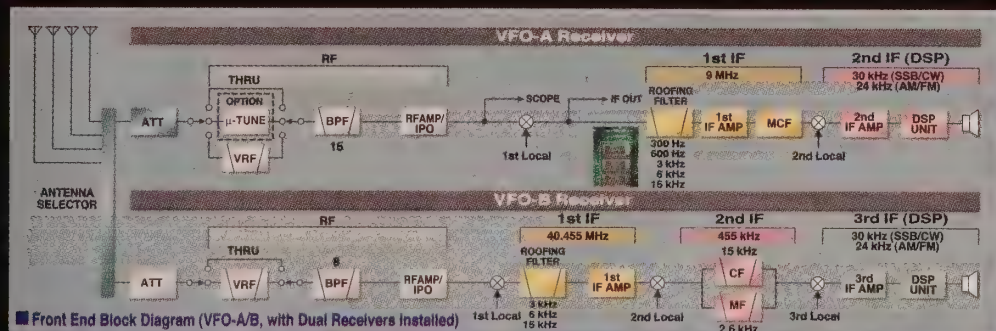 VFO-A Receiver
RF
1st IF
9 MHz
2nd IF (DSP)
30 kHz (SSB/CW)
24 kHz (AM/FM)
THRU
OPTION
µ-TUNE
VRF
ATT
BPF
15
RFAMP/
IPO
SCOPE
IF OUT
1st Local
ROOFING
FILTER
300 Hz
600 Hz
3 kHz
6 kHz
15 kHz
1st
IF AMP
MCF
2nd Local
2nd
IF AMP
DSP
UNIT
ANTENNA
SELECTOR
VFO-B Receiver
RF
1st IF
40.455 MHz
2nd IF
455 kHz
3rd IF (DSP)
30 kHz (SSB/CW)
24 kHz (AM/FM)
THRU
ATT
VRF
BPF
RFAMP/
IPO
1st Local
ROOFING
FILTER
3 kHz
6 kHz
15 kHz
1st
IF AMP
2nd Local
15 kHz
CF
MF
2.6 kHz
3rd Local
3rd
IF AMP
DSP
UNIT
Front End Block Diagram (VFO-A/B, with Dual Receivers Installed)